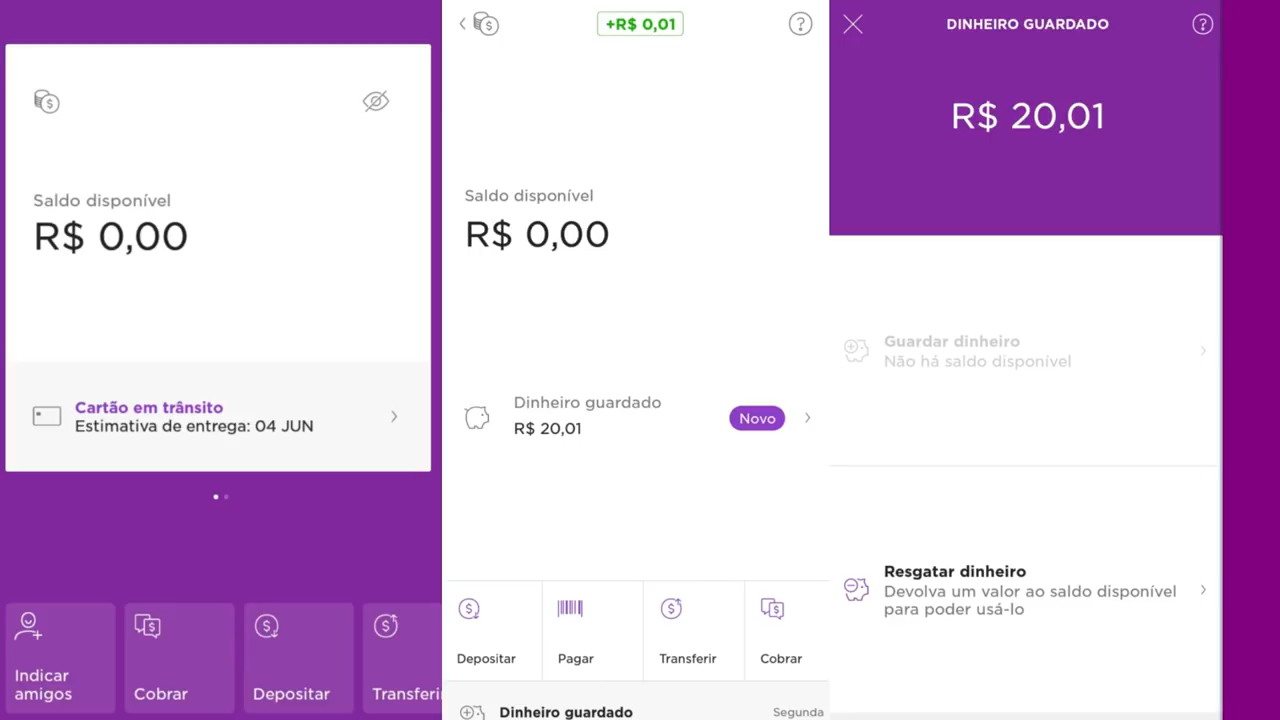 Saldo disponível
R$ 0,00
Cartão em trânsito
Estimativa de entrega: 04 JUN
Indicar
amigos
Cobrar
Depositar
Transferi
+R$ 0,01
?
$
Saldo disponível
R$ 0,00
Dinheiro guardado
R$ 20,01
Novo
Depositar
Pagar
Transferir
Cobrar
Dinheiro guardado
Segunda
DINHEIRO GUARDADO
?
R$ 20,01
Guardar dinheiro
Não há saldo disponível
Resgatar dinheiro
Devolva um valor ao saldo disponível
para poder usá-lo